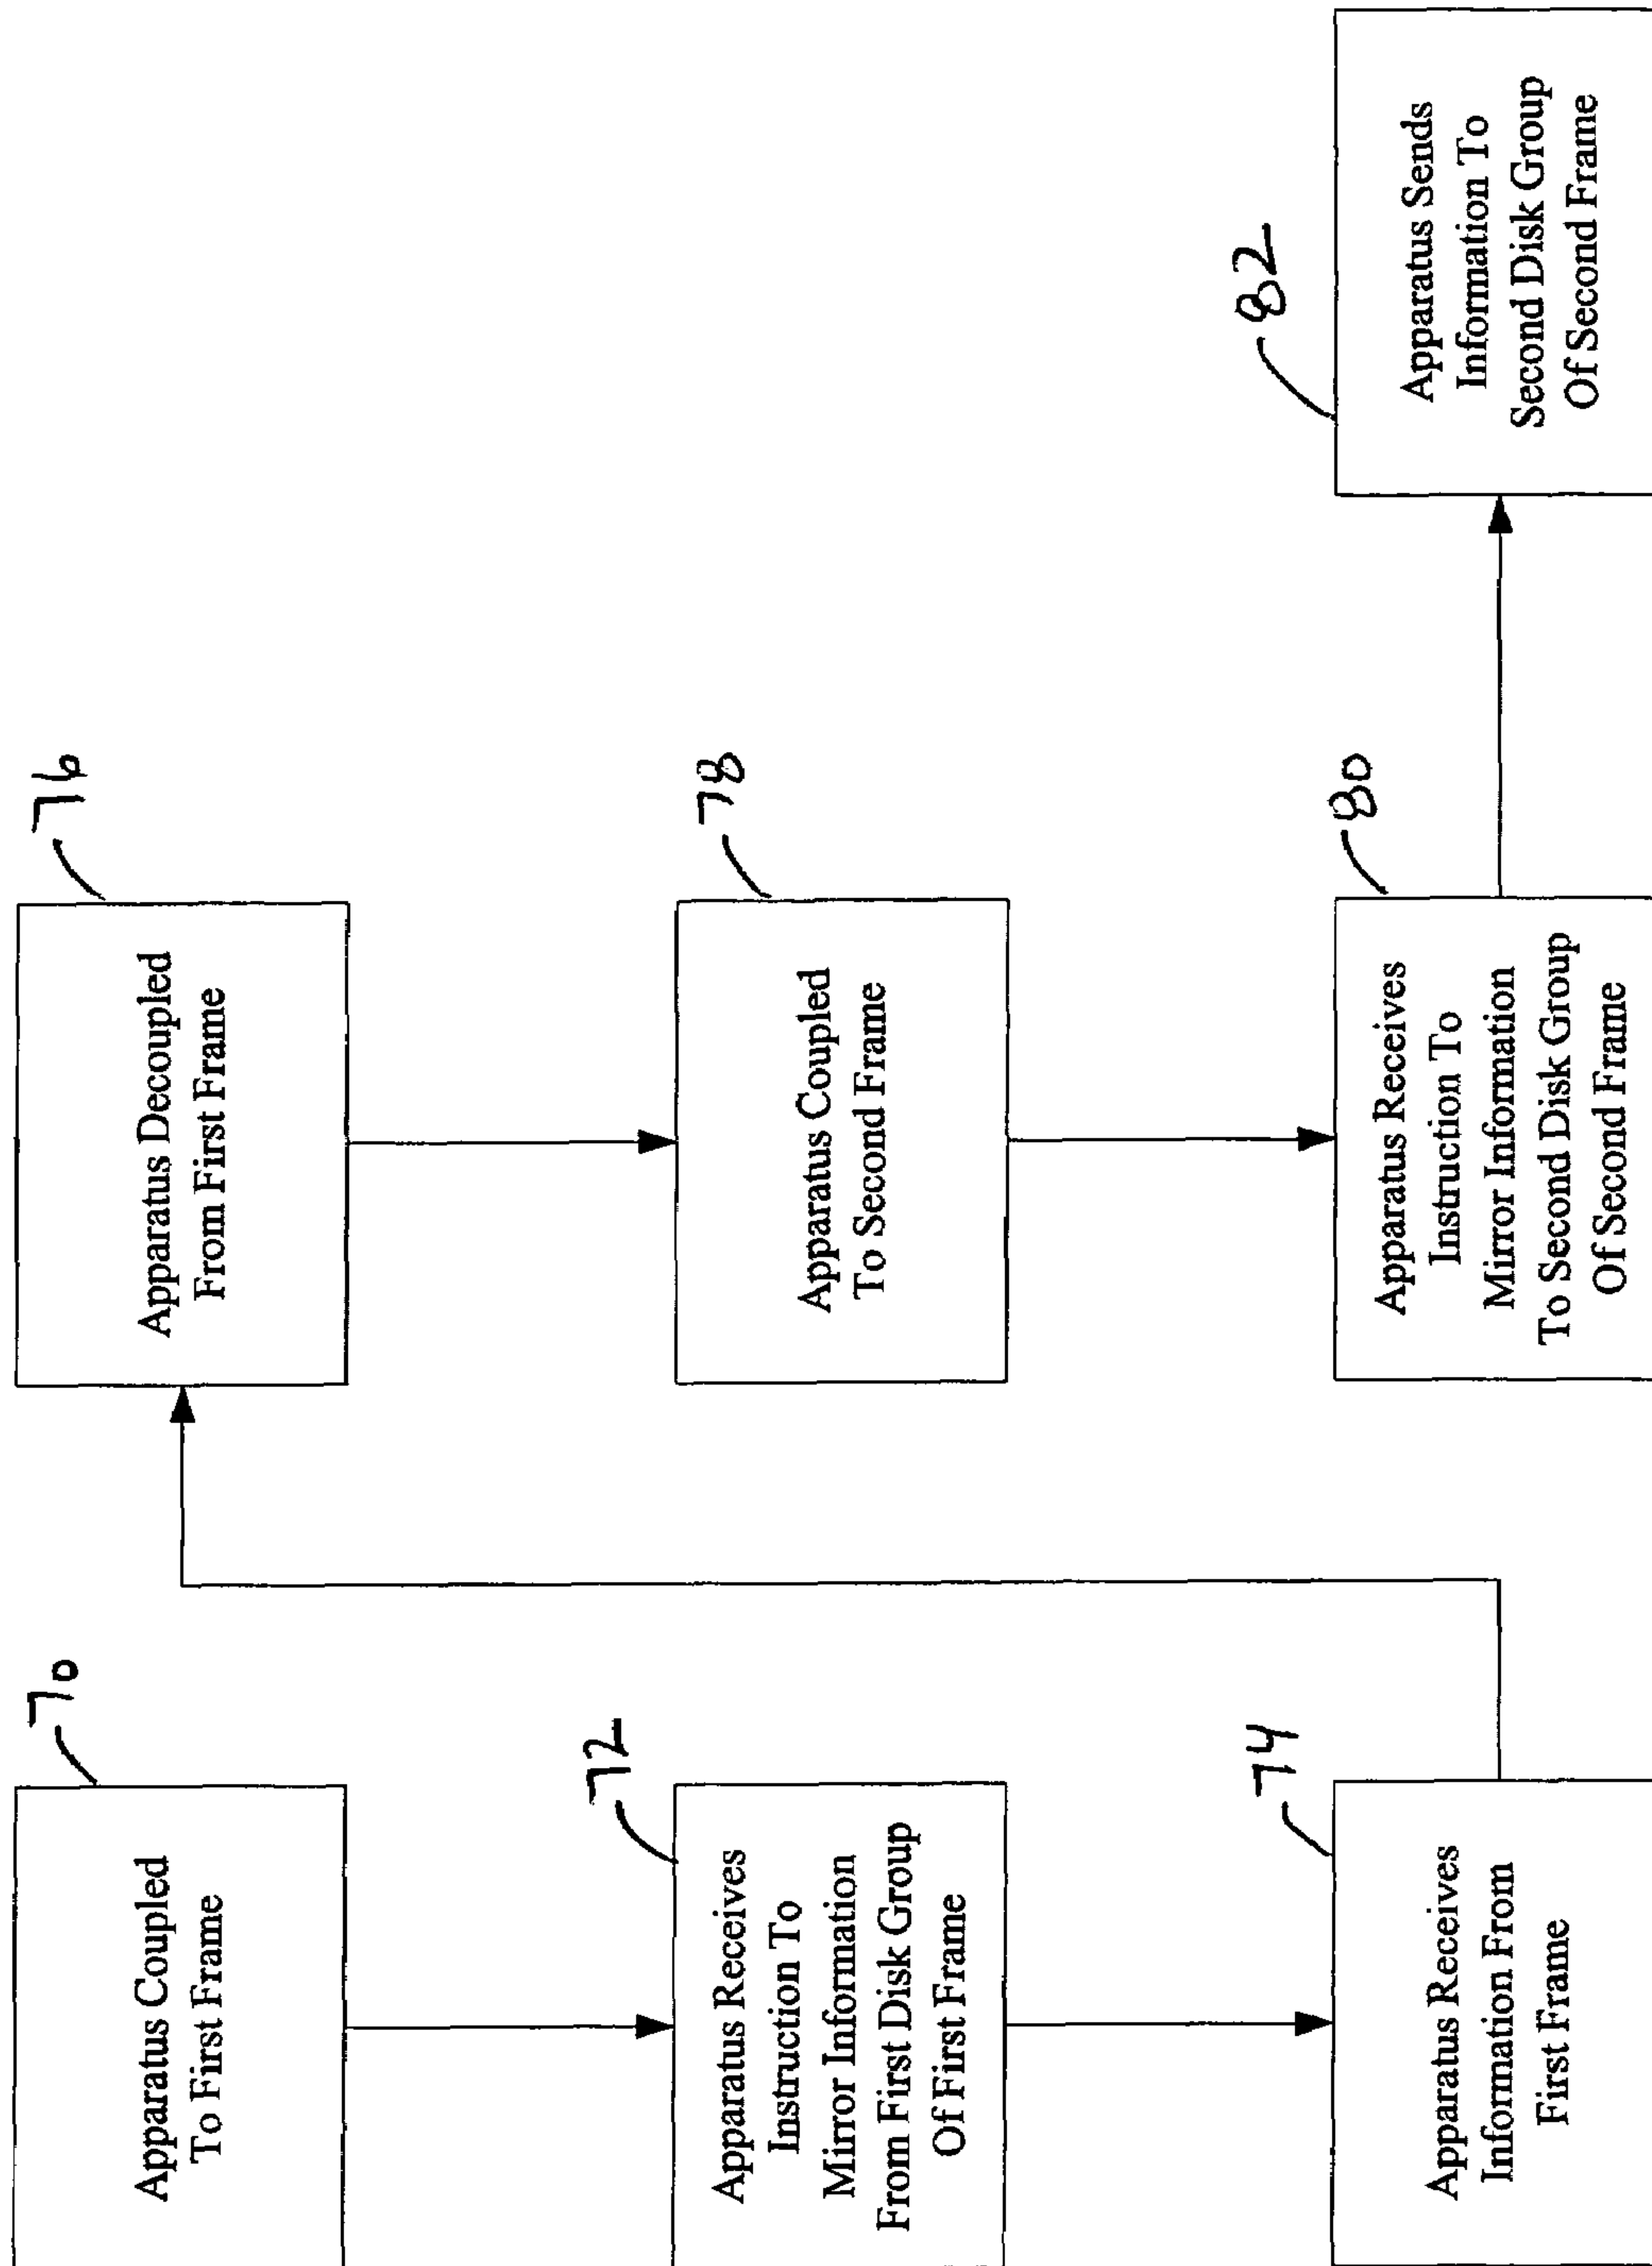 70
Apparatus Coupled
To First Frame
72
Apparatus Receives
Instruction To
Mirror Information
From First Disk Group
Of First Frame
74
Apparatus Receives
Information From
First Frame
76
Apparatus Decoupled
From First Frame
78
Apparatus Coupled
To Second Frame
80
Apparatus Receives
Instruction To
Mirror Information
To Second Disk Group
Of Second Frame
82
Apparatus Sends
Information To
Second Disk Group
Of Second Frame